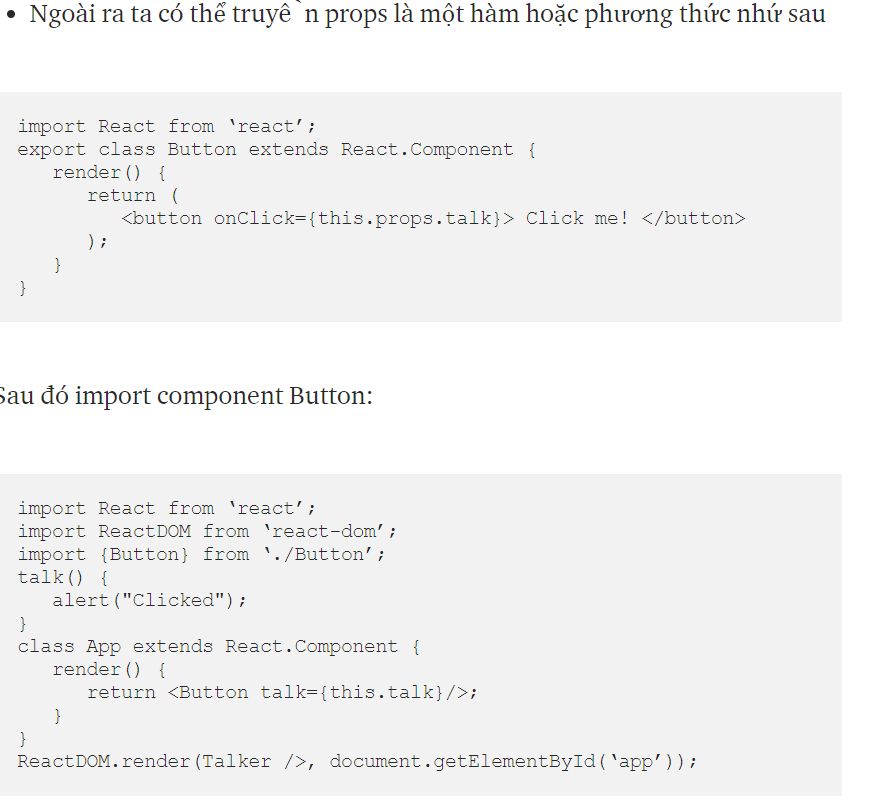 • Ngoài ra ta có thể truyền props là một hàm hoặc phương thức như sau
import React from ‘react’;
export class Button extends React.Component {
   render() {
      return (
         <button onClick={this.props.talk}> Click me! </button>
      );
   }
}
Sau đó import component Button:
import React from ‘react’;
import ReactDOM from ‘react-dom’;
import {Button} from ‘./Button’;
talk() {
   alert("Clicked");
}
class App extends React.Component {
   render() {
      return <Button talk={this.talk}/>;
   }
}
ReactDOM.render(Talker />, document.getElementById(‘app’));